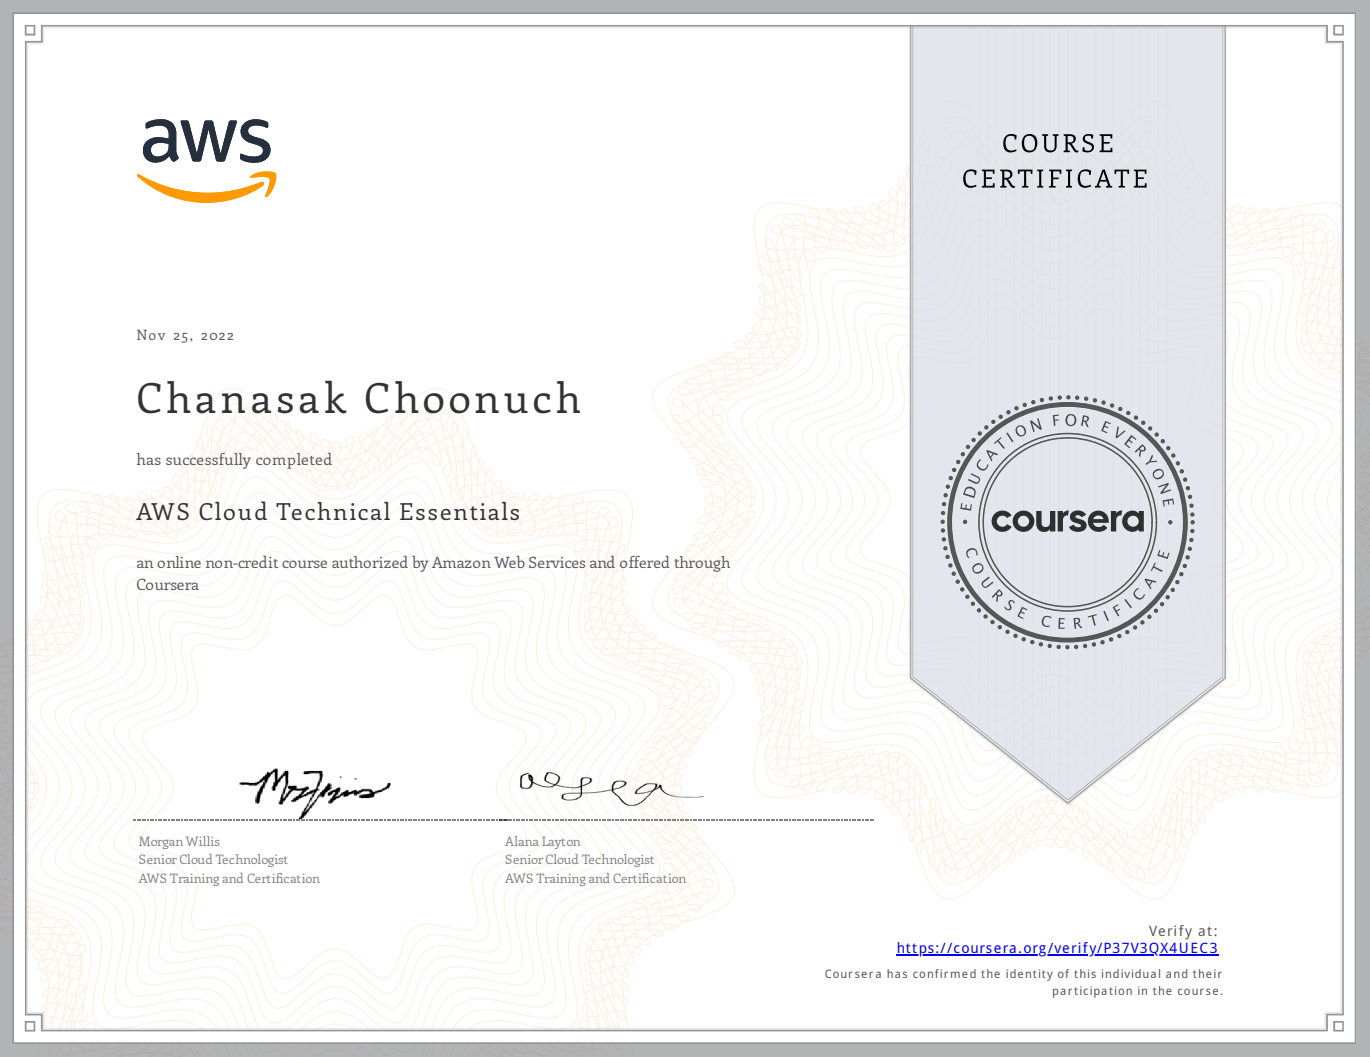 aws
COURSE
CERTIFICATE
Nov 25, 2022
Chanasak Choonuch
has successfully completed
AWS Cloud Technical Essentials
an online non-credit course authorized by Amazon Web Services and offered through
Coursera
EDUCATION FOR EVERYONE
coursera
COURSE CERTIFICATE
Morgan Willis
Senior Cloud Technologist
AWS Training and Certification
Alana Layton
Senior Cloud Technologist
AWS Training and Certification
Verify at:
https://coursera.org/verify/P37V3QX4UEC3
Coursera has confirmed the identity of this individual and their
participation in the course.